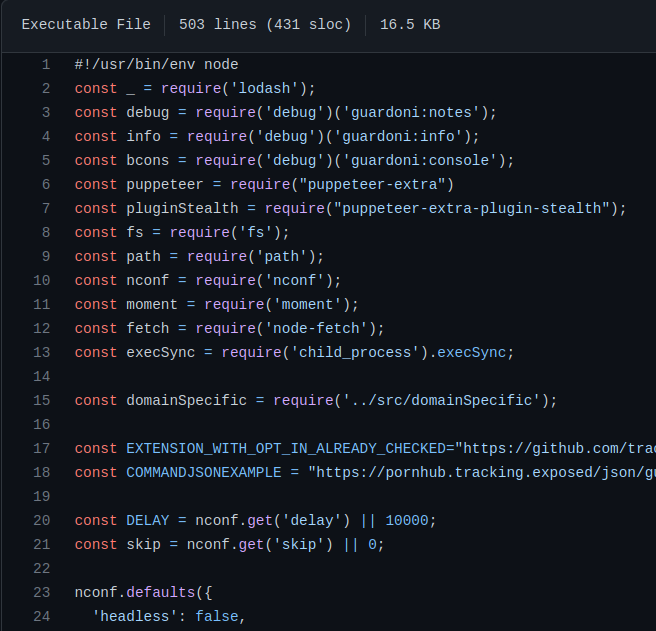 Executable File 503 lines (431 sloc) 16.5 KB
1 #!/usr/bin/env node
2 const _ = require('lodash');
3 const debug = require('debug')('guardoni:notes');
4 const info = require('debug')('guardoni:info');
5 const bcons = require('debug')('guardoni:console');
6 const puppeteer = require("puppeteer-extra")
7 const pluginStealth = require("puppeteer-extra-plugin-stealth");
8 const fs = require('fs');
9 const path = require('path');
10 const nconf = require('nconf');
11 const moment = require('moment');
12 const fetch = require('node-fetch');
13 const execSync = require('child_process').execSync;
14
15 const domainSpecific = require('../src/domainSpecific');
16
17 const EXTENSION_WITH_OPT_IN_ALREADY_CHECKED="https://github.com/trac
18 const COMMANDJSONEXAMPLE = "https://pornhub.tracking.exposed/json/gu
19
20 const DELAY = nconf.get('delay') || 10000;
21 const skip = nconf.get('skip') || 0;
22
23 nconf.defaults({
24 'headless': false,